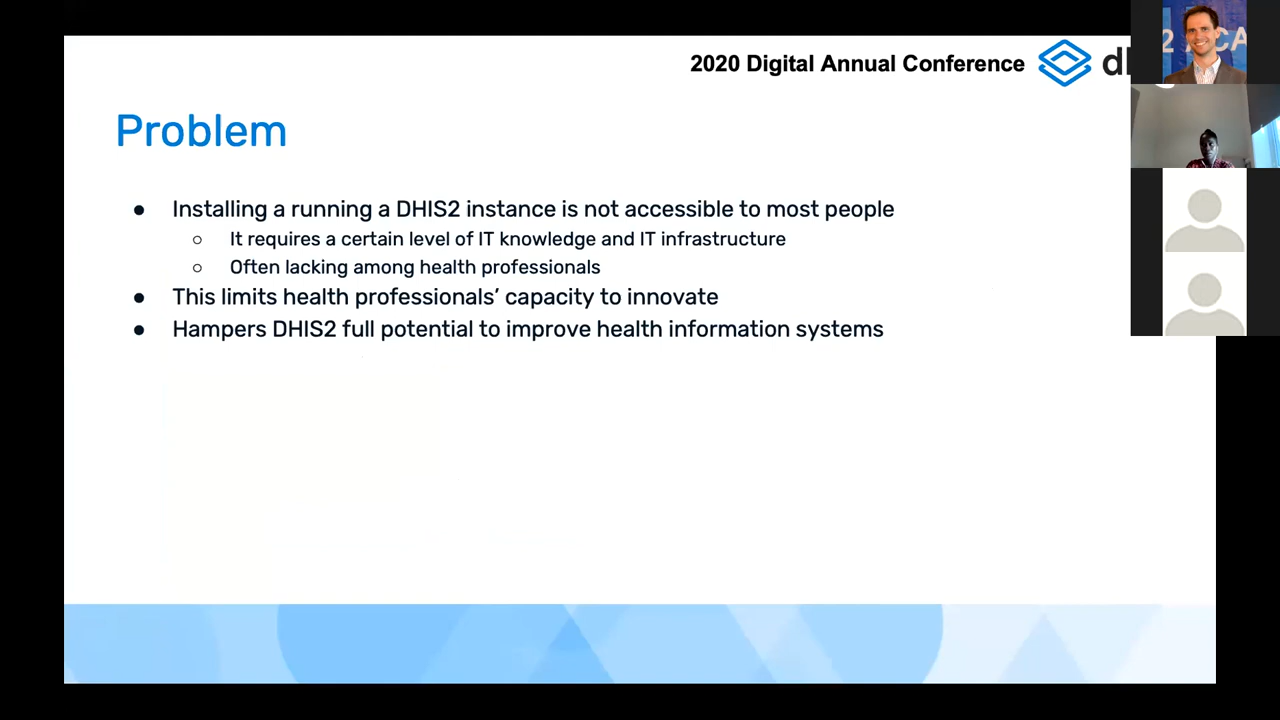 2020 Digital Annual Conference
Problem
● Installing a running a DHIS2 instance is not accessible to most people
○ It requires a certain level of IT knowledge and IT infrastructure
○ Often lacking among health professionals
● This limits health professionals’ capacity to innovate
● Hampers DHIS2 full potential to improve health information systems